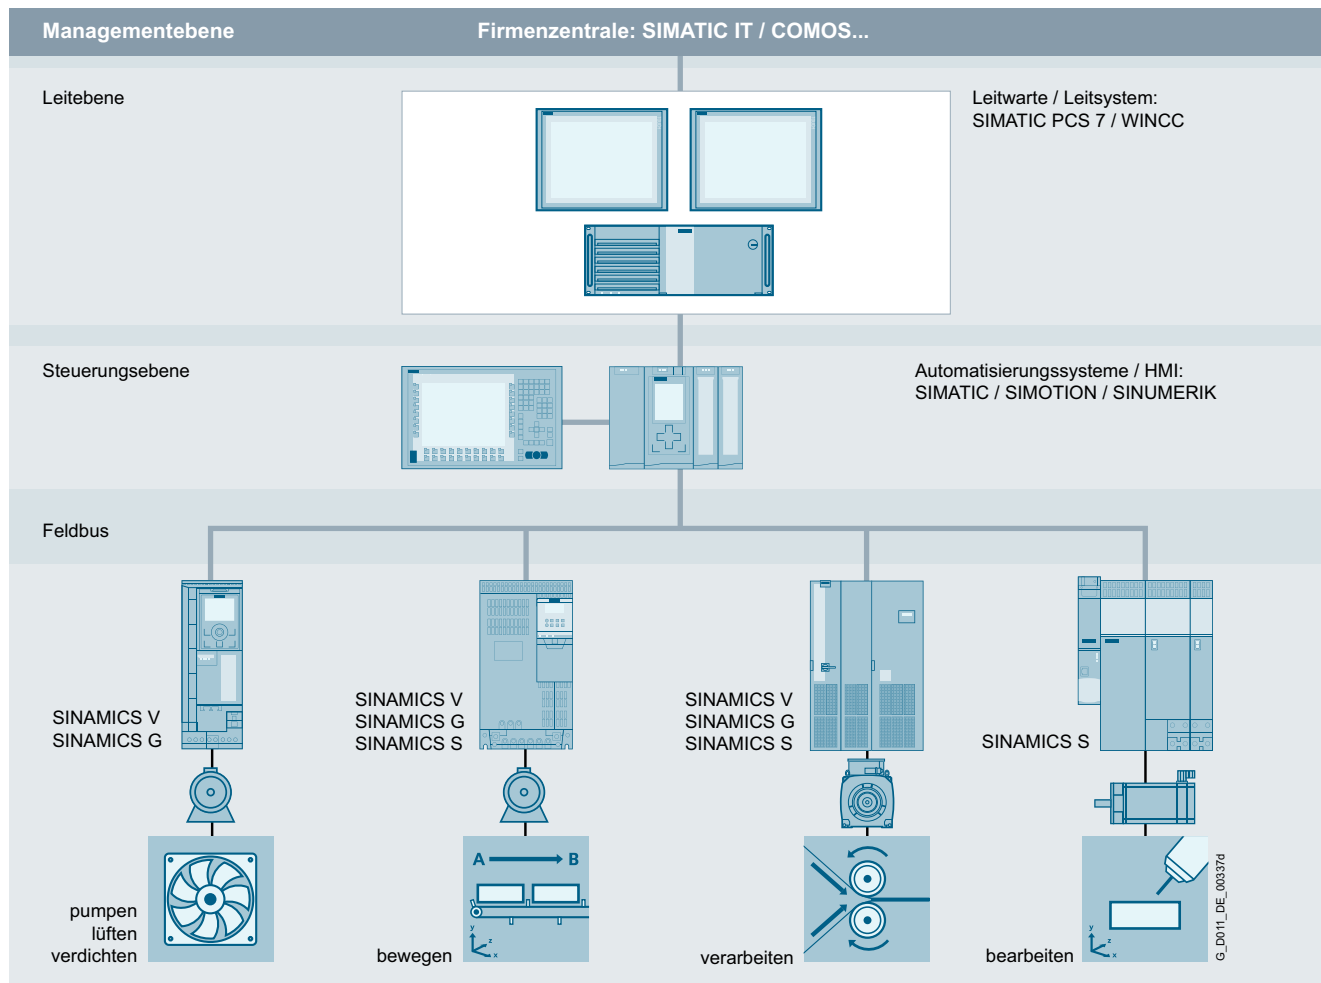 Managementebene
Firmenzentrale: SIMATIC IT / COMOS...
Leitebene
Leitwarte / Leitsystem:
SIMATIC PCS 7 / WINCC
Steuerungsebene
Automatisierungssysteme / HMI:
SIMATIC / SIMOTION / SINUMERIK
Feldbus
SINAMICS V
SINAMICS G
SINAMICS V
SINAMICS G
SINAMICS S
SINAMICS V
SINAMICS G
SINAMICS S
SINAMICS S
pumpen
lüften
verdichten
A B
y
z
x
bewegen
verarbeiten
y
z
x
bearbeiten
G_D011_DE_00337d